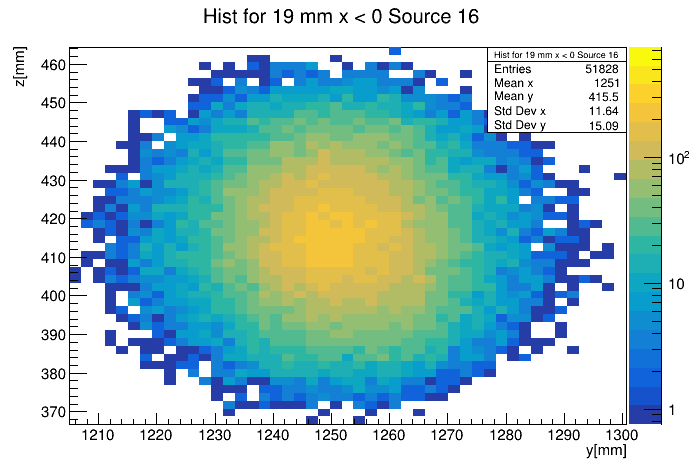 Hist for 19 mm x < 0 Source 16
z[mm]
Hist for 19 mm x < 0 Source 16
Entries 51828
Mean x 1251
Mean y 415.5
Std Dev x 11.64
Std Dev y 15.09
460
450
440
430
420
410
400
390
380
370
10²
10
1
1210 1220 1230 1240 1250 1260 1270 1280 1290 1300
y[mm]